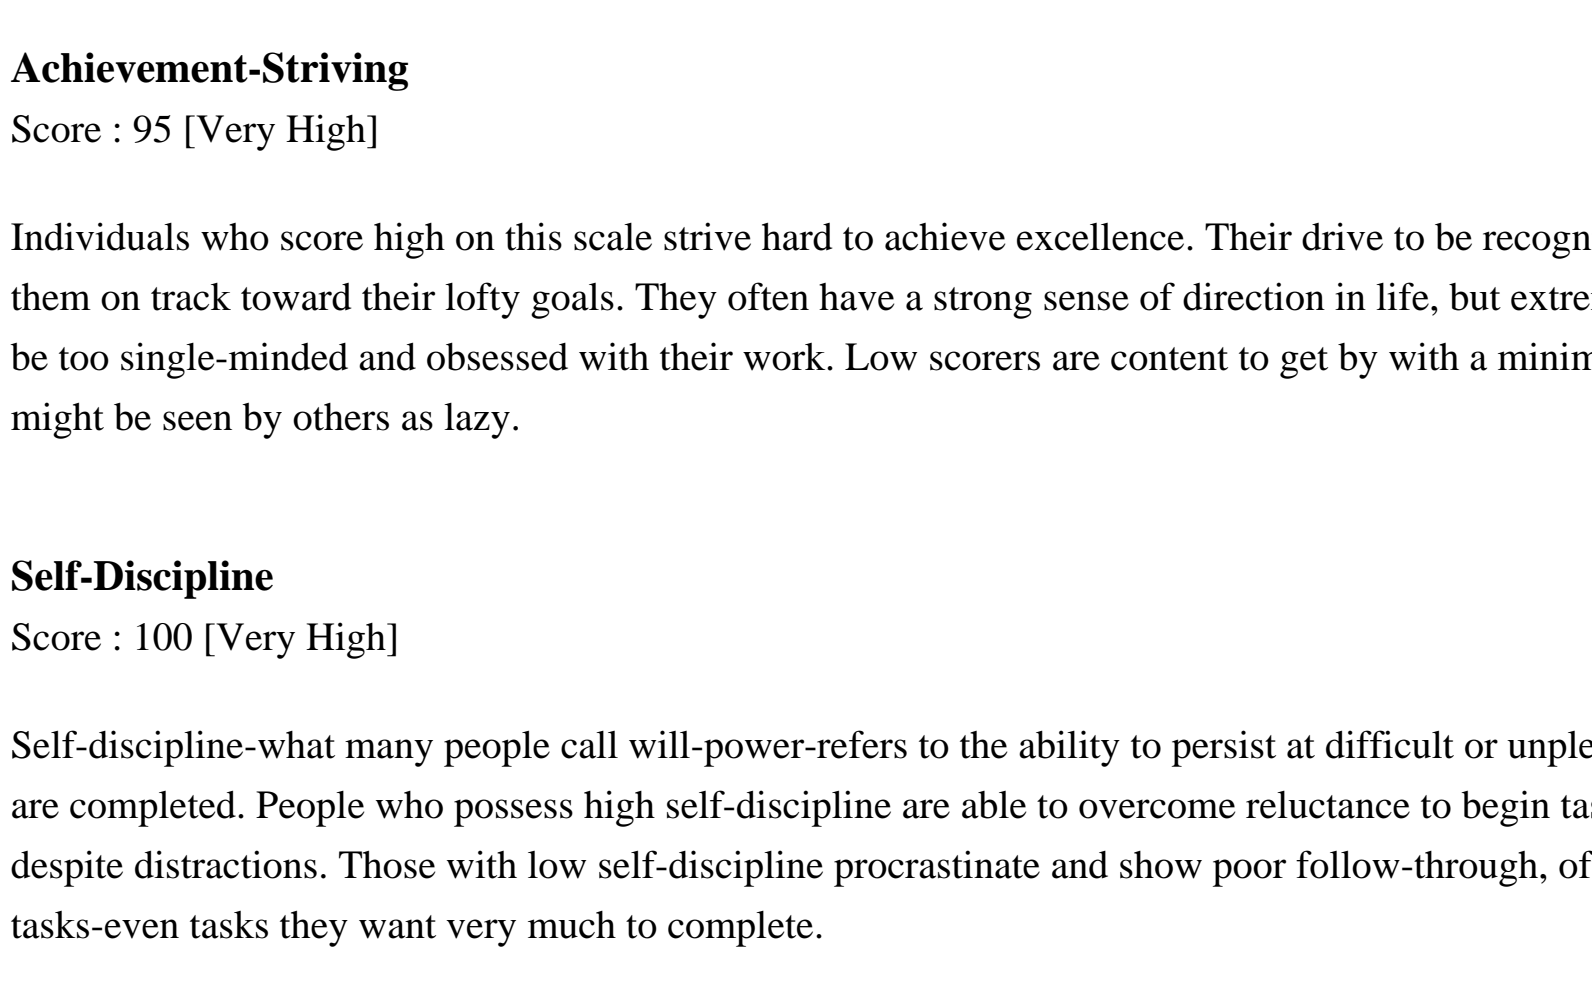 Achievement-Striving
Score : 95 [Very High]
Individuals who score high on this scale strive hard to achieve excellence. Their drive to be recogn
them on track toward their lofty goals. They often have a strong sense of direction in life, but extre
be too single-minded and obsessed with their work. Low scorers are content to get by with a minim
might be seen by others as lazy.
Self-Discipline
Score : 100 [Very High]
Self-discipline-what many people call will-power-refers to the ability to persist at difficult or unple
are completed. People who possess high self-discipline are able to overcome reluctance to begin tas
despite distractions. Those with low self-discipline procrastinate and show poor follow-through, of
tasks-even tasks they want very much to complete.